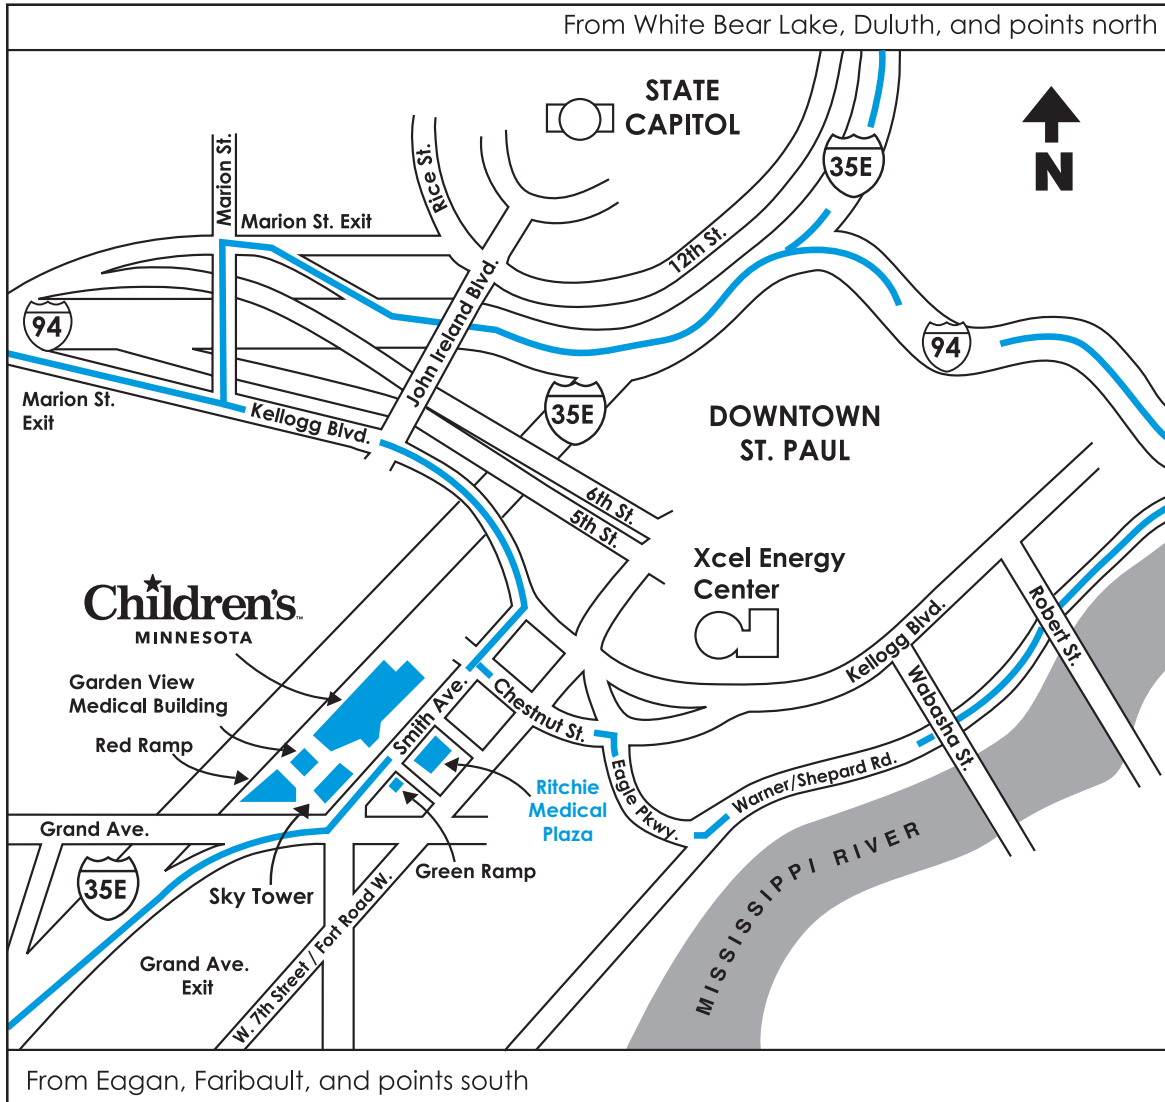 From White Bear Lake, Duluth, and points north
STATE
CAPITOL
N
35E
Marion St.
Rice St.
Marion St. Exit
12th St.
John Ireland Blvd.
94
94
Marion St.
Exit
Kellogg Blvd.
35E
DOWNTOWN
ST. PAUL
6th St.
5th St.
Xcel Energy
Center
Children's™
MINNESOTA
Robert St.
Kellogg Blvd.
Wabasha St.
Garden View
Medical Building
Red Ramp
Smith Ave.
Chestnut St.
Eagle Pkwy.
Warner/Shepard Rd.
Ritchie
Medical
Plaza
Grand Ave.
Green Ramp
35E
Sky Tower
MISSISSIPPI RIVER
Grand Ave.
Exit
W. 7th Street / Fort Road W.
From Eagan, Faribault, and points south